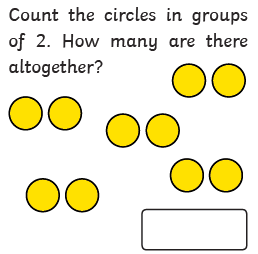 Count the circles in groups
of 2. How many are there
altogether?